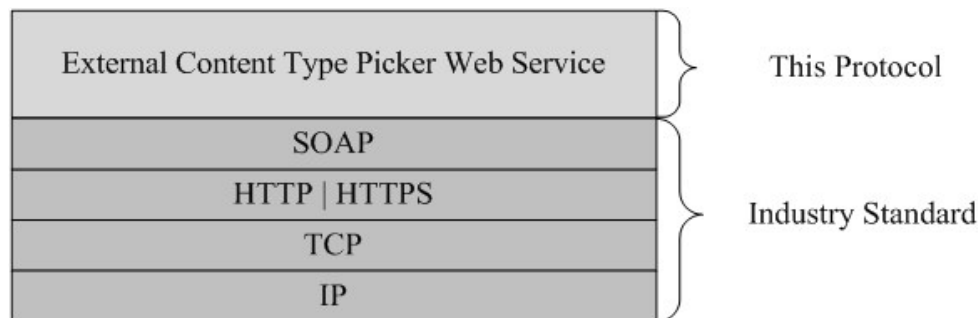 External Content Type Picker Web Service
This Protocol
SOAP
HTTP | HTTPS
Industry Standard
TCP
IP